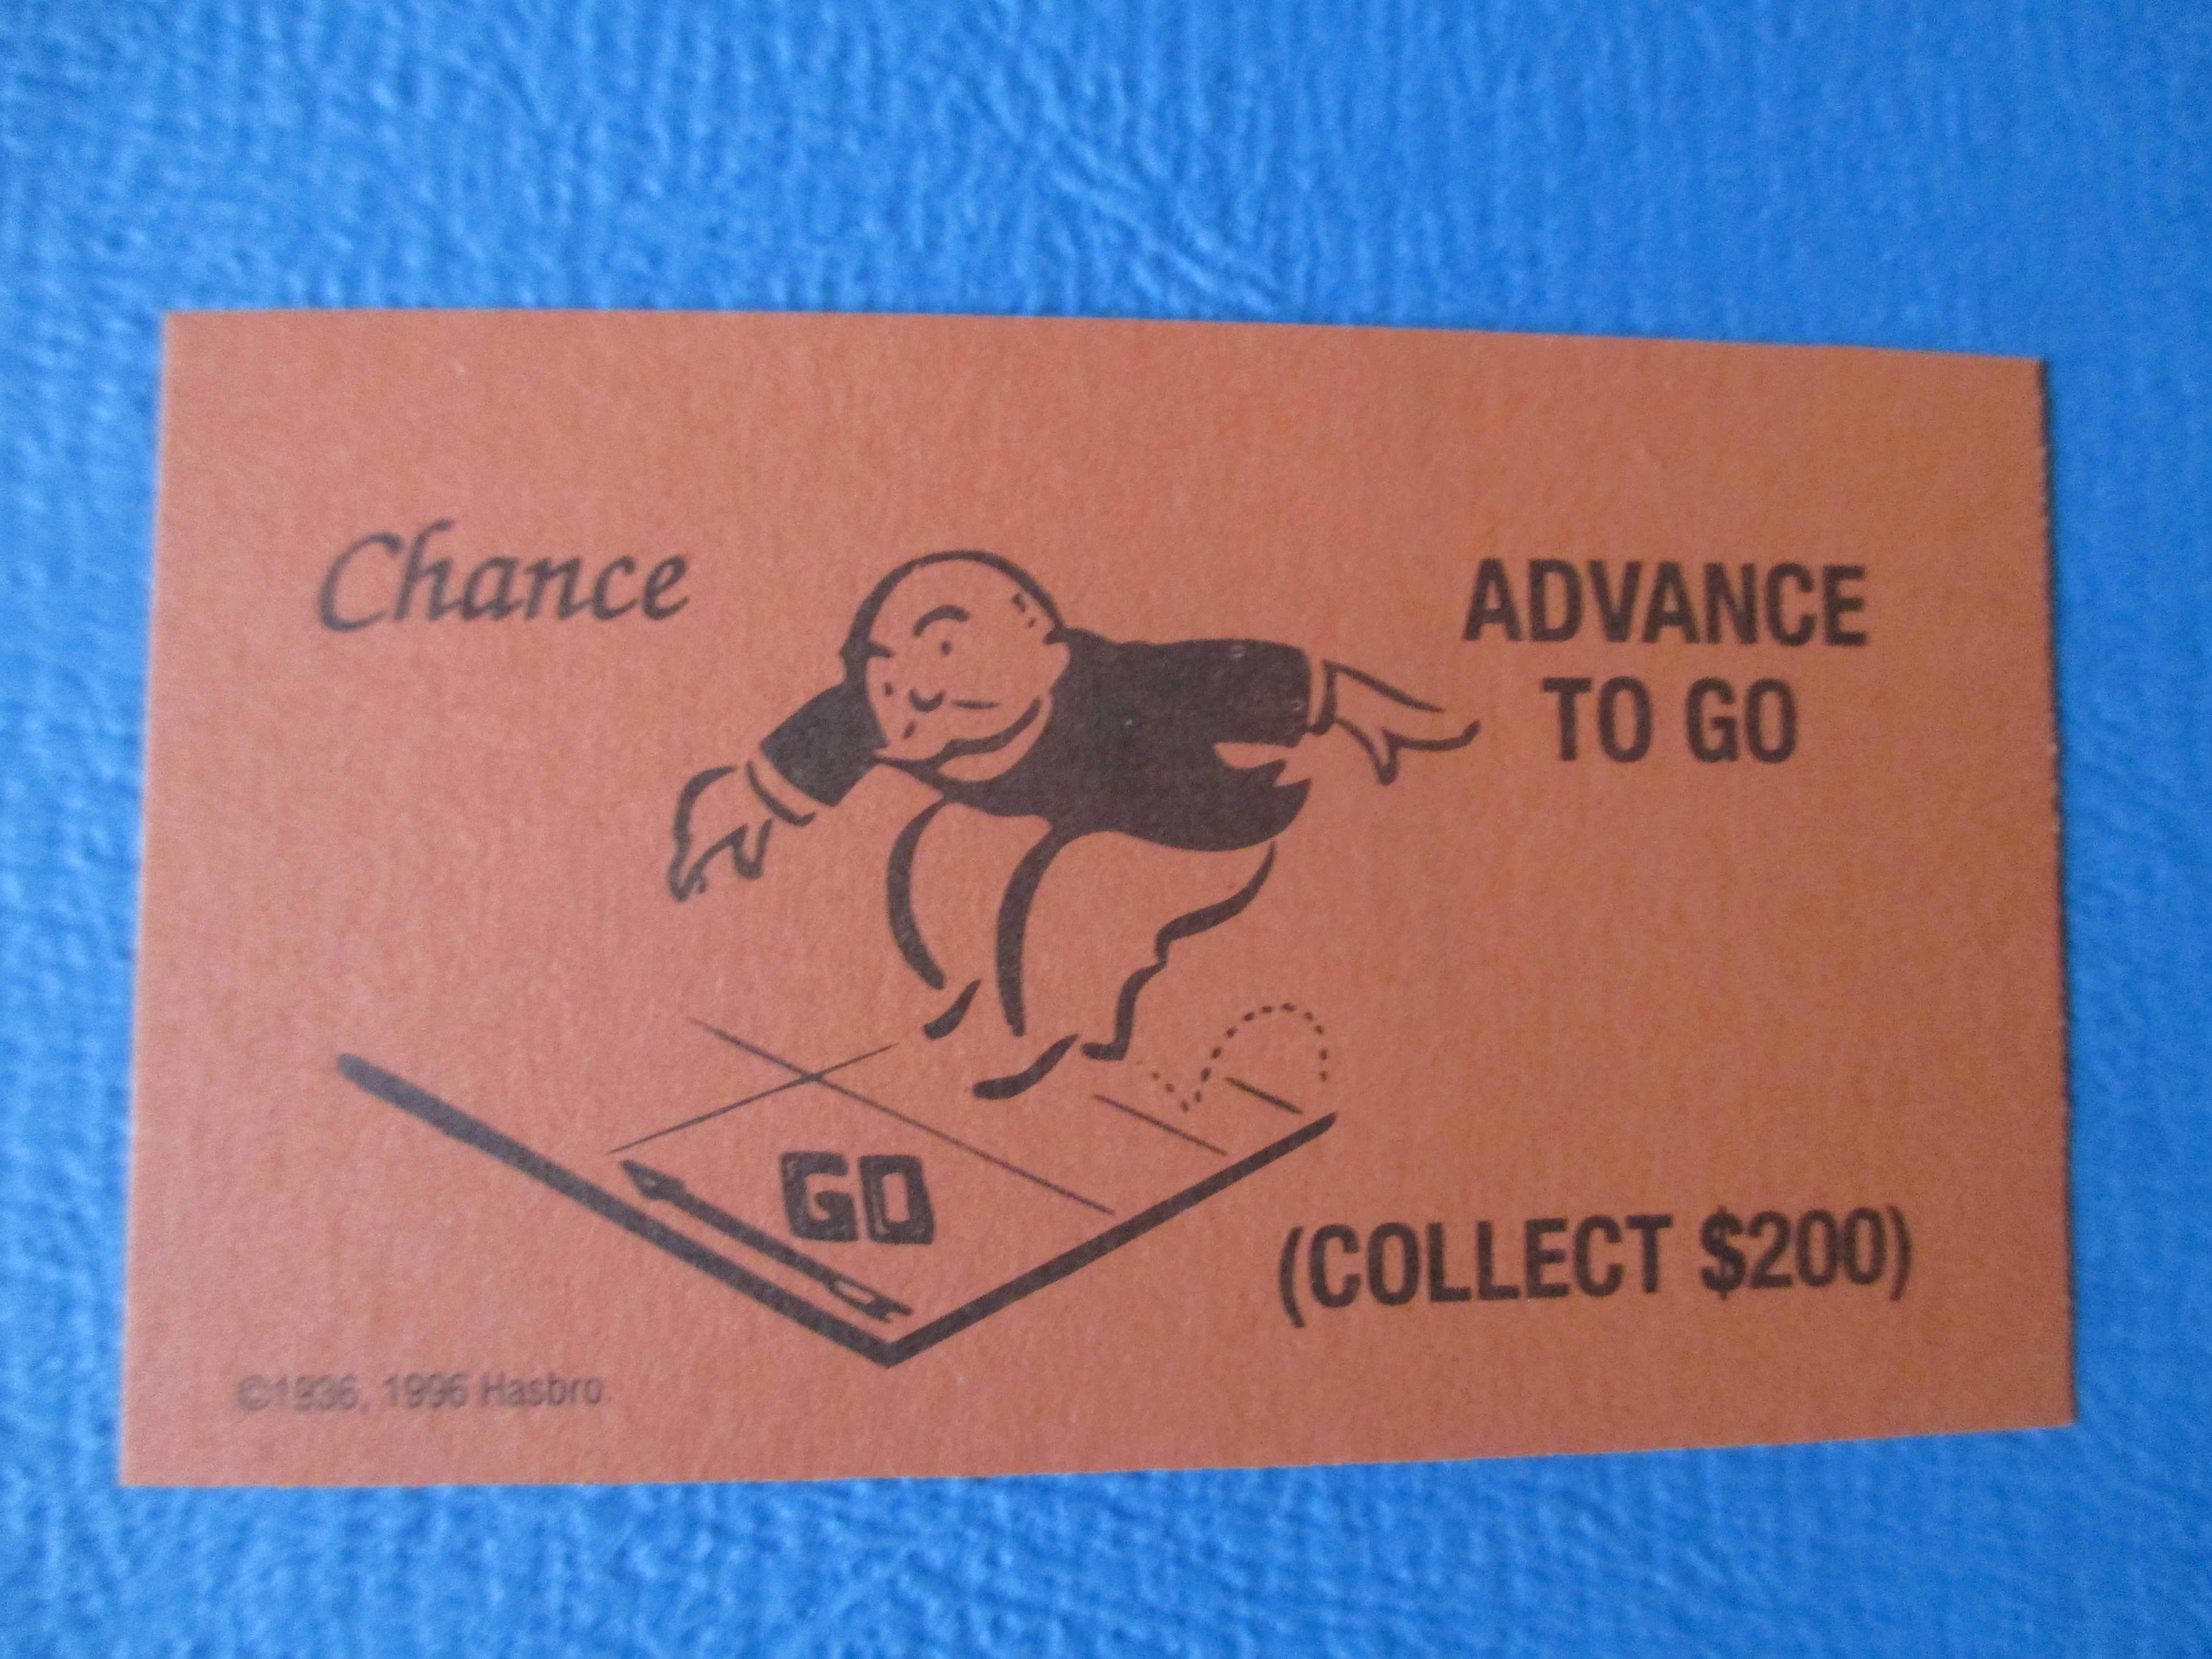 Chance
ADVANCE
TO GO
GO
(COLLECT $200)
©1936, 1996 Hasbro.